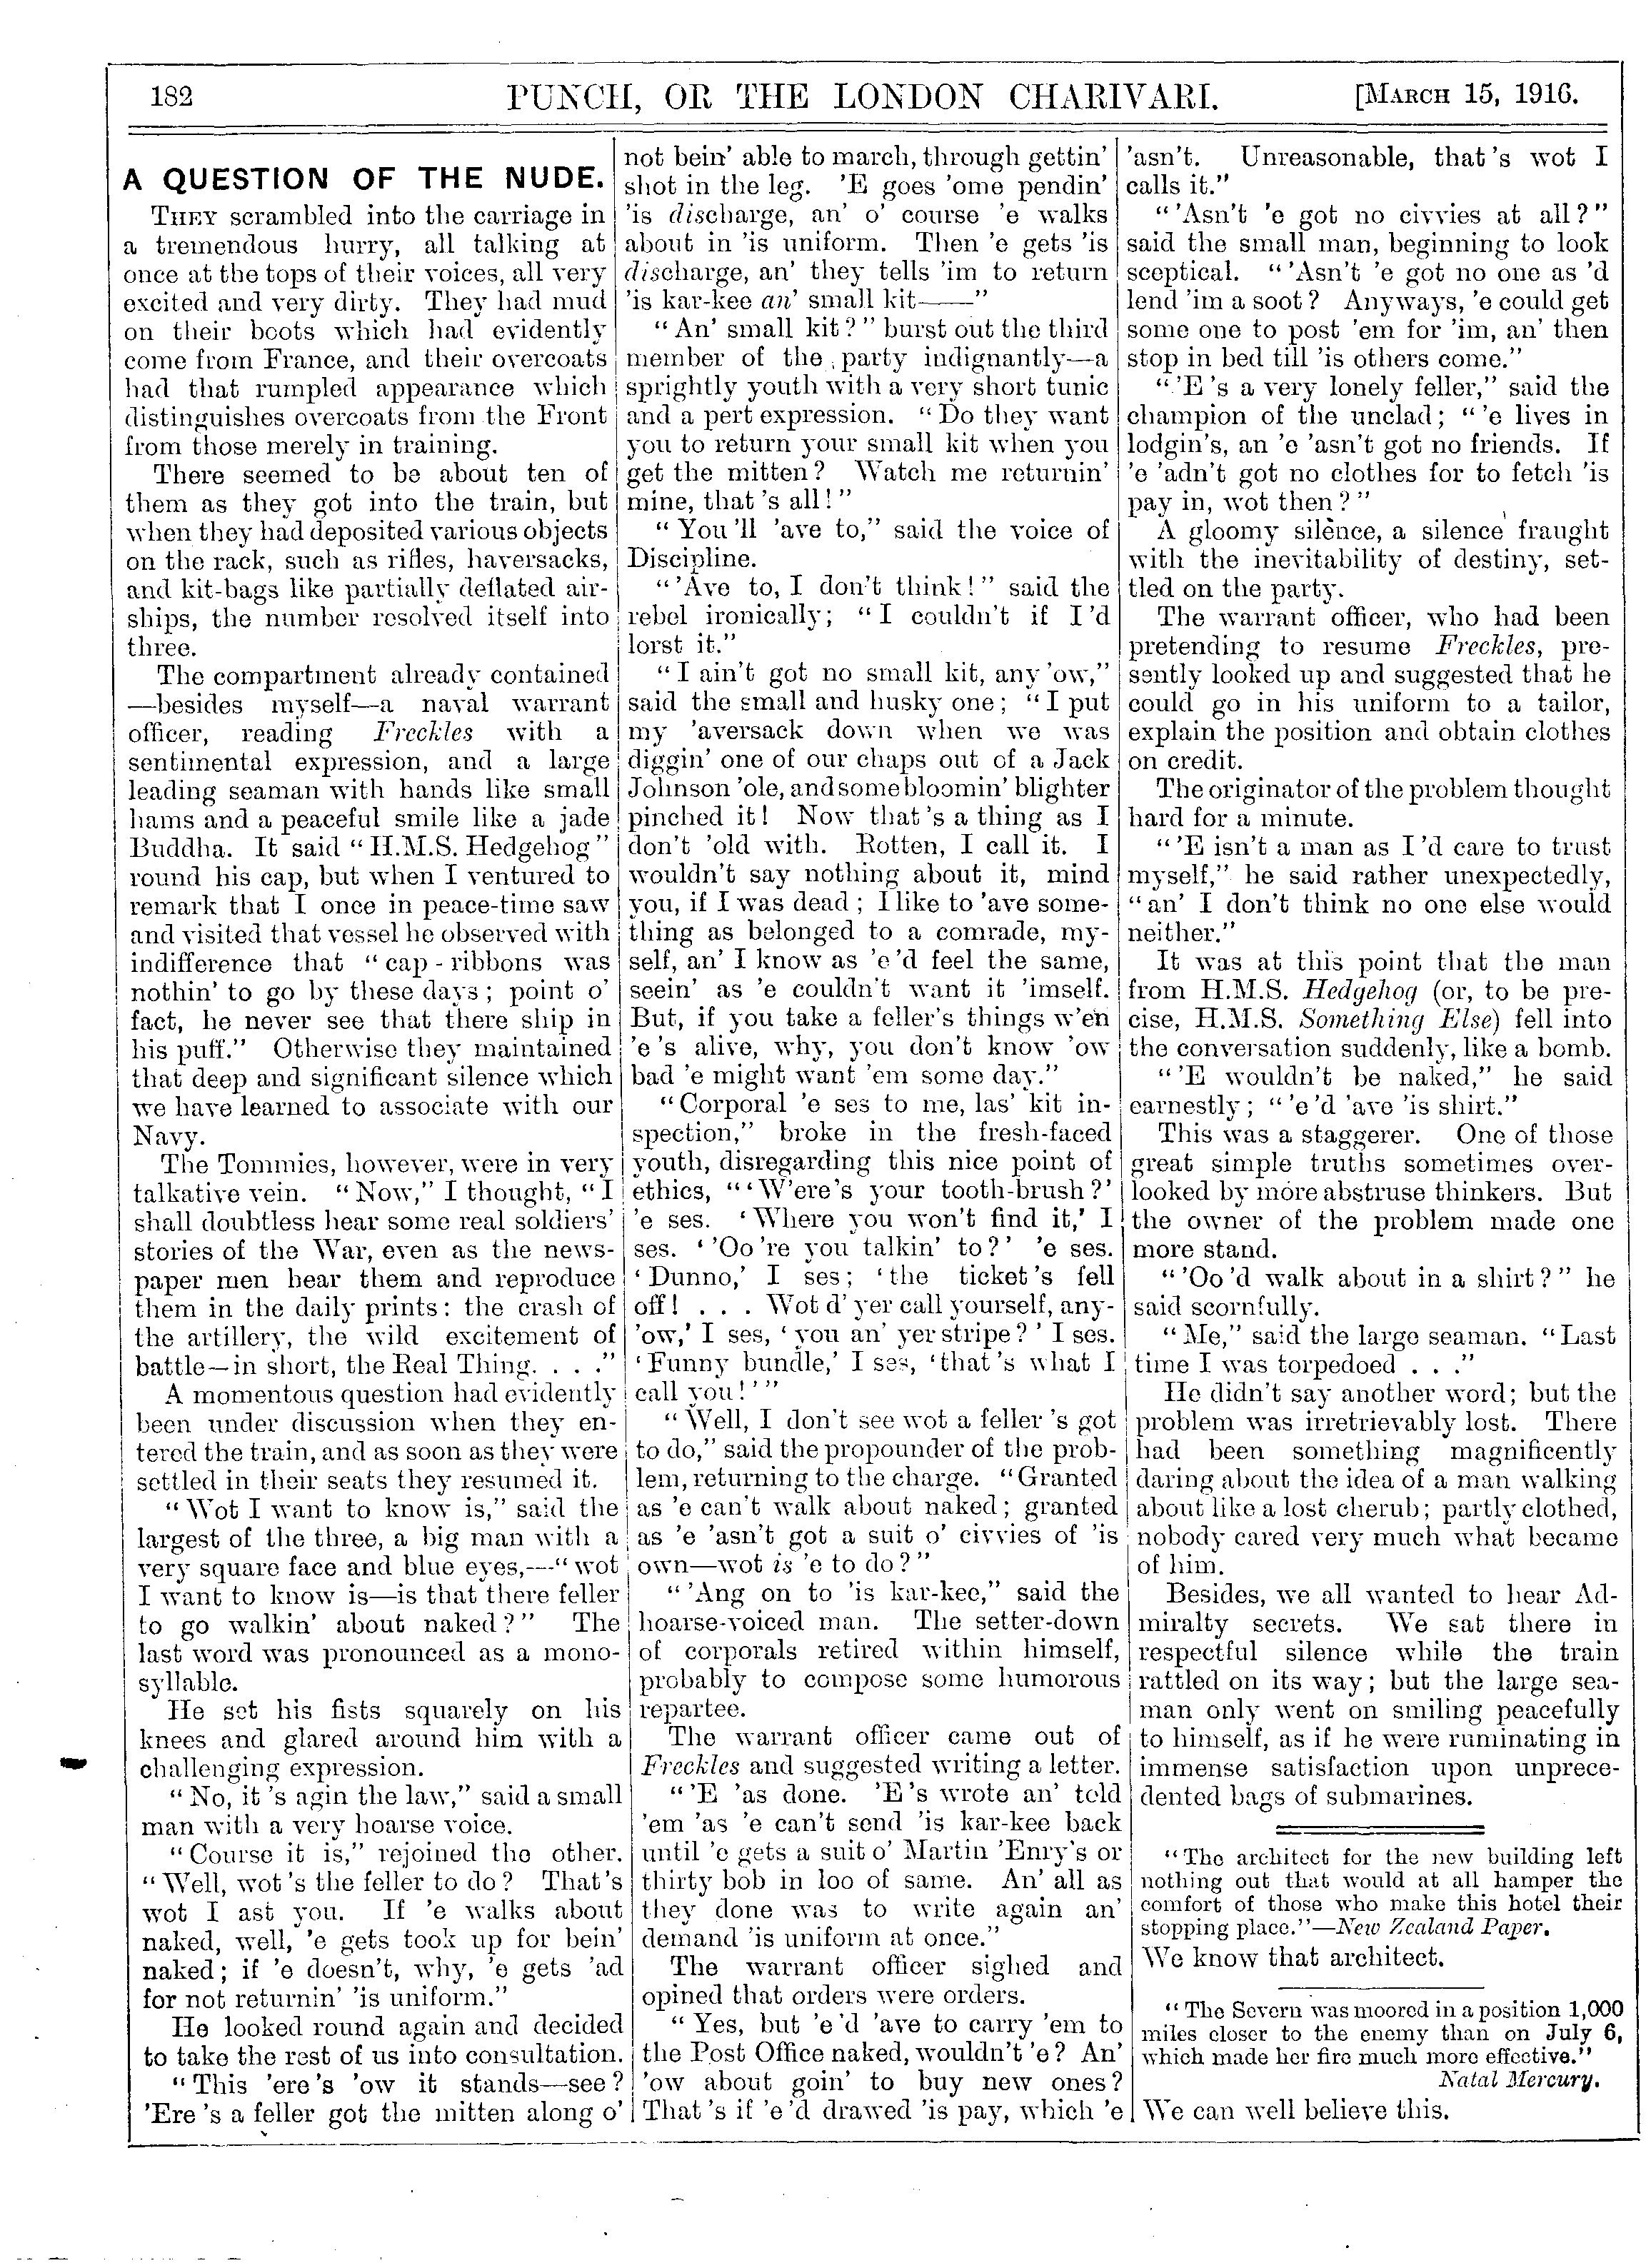 182 PUNCH, OR THE LONDON CHARIVARI. [MARCH 15, 1916.
A QUESTION OF THE NUDE.
THEY scrambled into the carriage in
a tremendous hurry, all talking at
once at the tops of their voices, all very
excited and very dirty. They had mud
on their boots which had evidently
come from France, and their overcoats
had that rumpled appearance which
distinguishes overcoats from the Front
from those merely in training.
There seemed to be about ten of
them as they got into the train, but
when they had deposited various objects
on the rack, such as rifles, haversacks,
and kit-bags like partially deflated air-
ships, the number resolved itself into
three.
The compartment already contained
—besides myself—a naval warrant
officer, reading Freckles with a
sentimental expression, and a large
leading seaman with hands like small
hams and a peaceful smile like a jade
Buddha. It said "H.M.S. Hedgehog"
round his cap, but when I ventured to
remark that I once in peace-time saw
and visited that vessel he observed with
indifference that "cap-ribbons was
nothin' to go by these days; point o'
fact, he never see that there ship in
his puff." Otherwise they maintained
that deep and significant silence which
we have learned to associate with our
Navy.
The Tommies, however, were in very
talkative vein. "Now," I thought, "I
shall doubtless hear some real soldiers'
stories of the War, even as the news-
paper men hear them and reproduce
them in the daily prints: the crash of
the artillery, the wild excitement of
battle—in short, the Real Thing. . . ."
A momentous question had evidently
been under discussion when they en-
tered the train, and as soon as they were
settled in their seats they resumed it.
"Wot I want to know is," said the
largest of the three, a big man with a
very square face and blue eyes,—"wot
I want to know is—is that there feller
to go walkin' about naked?" The
last word was pronounced as a mono-
syllable.
He set his fists squarely on his
knees and glared around him with a
challenging expression.
"No, it 's agin the law," said a small
man with a very hoarse voice.
"Course it is," rejoined the other.
"Well, wot 's the feller to do? That 's
wot I ast you. If 'e walks about
naked, well, 'e gets took up for bein'
naked; if 'e doesn't, why, 'e gets 'ad
for not returnin' 'is uniform."
He looked round again and decided
to take the rest of us into consultation.
"This 'ere 's 'ow it stands—see?
'Ere 's a feller got the mitten along o'
not bein' able to march, through gettin'
shot in the leg. 'E goes 'ome pendin'
'is discharge, an' o' course 'e walks
about in 'is uniform. Then 'e gets 'is
discharge, an' they tells 'im to return
'is kar-kee an' small kit——"
"An' small kit?" burst out the third
member of the party indignantly—a
sprightly youth with a very short tunic
and a pert expression. "Do they want
you to return your small kit when you
get the mitten? Watch me returnin'
mine, that 's all!"
"You 'll 'ave to," said the voice of
Discipline.
"'Ave to, I don't think!" said the
rebel ironically; "I couldn't if I 'd
lorst it."
"I ain't got no small kit, any 'ow,"
said the small and husky one; "I put
my 'aversack down when we was
diggin' one of our chaps out of a Jack
Johnson 'ole, and some bloomin' blighter
pinched it! Now that 's a thing as I
don't 'old with. Rotten, I call it. I
wouldn't say nothing about it, mind
you, if I was dead; I like to 'ave some-
thing as belonged to a comrade, my-
self, an' I know as 'e 'd feel the same,
seein' as 'e couldn't want it 'imself.
But, if you take a feller's things w'en
'e 's alive, why, you don't know 'ow
bad 'e might want 'em some day."
"Corporal 'e ses to me, las' kit in-
spection," broke in the fresh-faced
youth, disregarding this nice point of
ethics, "'W'ere's your tooth-brush?'
'e ses. 'Where you won't find it,' I
ses. ''Oo 're you talkin' to?' 'e ses.
'Dunno,' I ses; 'the ticket's fell
off! . . . Wot d' yer call yourself, any-
'ow,' I ses, 'you an' yer stripe?' I ses.
'Funny bundle,' I ses, 'that 's what I
call you!'"
"Well, I don't see wot a feller 's got
to do," said the propounder of the prob-
lem, returning to the charge. "Granted
as 'e can't walk about naked; granted
as 'e 'asn't got a suit o' civvies of 'is
own—wot is 'e to do?"
"'Ang on to 'is kar-kee," said the
hoarse-voiced man. The setter-down
of corporals retired within himself,
probably to compose some humorous
repartee.
The warrant officer came out of
Freckles and suggested writing a letter.
"'E 'as done. 'E 's wrote an' told
'em 'as 'e can't send 'is kar-kee back
until 'e gets a suit o' Martin 'Enry's or
thirty bob in loo of same. An' all as
they done was to write again an'
demand 'is uniform at once."
The warrant officer sighed and
opined that orders were orders.
"Yes, but 'e 'd 'ave to carry 'em to
the Post Office naked, wouldn't 'e? An'
'ow about goin' to buy new ones?
That 's if 'e 'd drawed 'is pay, which 'e
'asn't. Unreasonable, that 's wot I
calls it."
"'Asn't 'e got no civvies at all?"
said the small man, beginning to look
sceptical. "'Asn't 'e got no one as 'd
lend 'im a soot? Anyways, 'e could get
some one to post 'em for 'im, an' then
stop in bed till 'is others come."
"'E 's a very lonely feller," said the
champion of the unclad; "'e lives in
lodgin's, an 'e 'asn't got no friends. If
'e 'adn't got no clothes for to fetch 'is
pay in, wot then?"
A gloomy silence, a silence fraught
with the inevitability of destiny, set-
tled on the party.
The warrant officer, who had been
pretending to resume Freckles, pre-
sently looked up and suggested that he
could go in his uniform to a tailor,
explain the position and obtain clothes
on credit.
The originator of the problem thought
hard for a minute.
"'E isn't a man as I 'd care to trust
myself," he said rather unexpectedly,
"an' I don't think no one else would
neither."
It was at this point that the man
from H.M.S. Hedgehog (or, to be pre-
cise, H.M.S. Something Else) fell into
the conversation suddenly, like a bomb.
"'E wouldn't be naked," he said
earnestly; "'e 'd 'ave 'is shirt."
This was a staggerer. One of those
great simple truths sometimes over-
looked by more abstruse thinkers. But
the owner of the problem made one
more stand.
"'Oo 'd walk about in a shirt?" he
said scornfully.
"Me," said the large seaman. "Last
time I was torpedoed . . ."
He didn't say another word; but the
problem was irretrievably lost. There
had been something magnificently
daring about the idea of a man walking
about like a lost cherub; partly clothed,
nobody cared very much what became
of him.
Besides, we all wanted to hear Ad-
miralty secrets. We sat there in
respectful silence while the train
rattled on its way; but the large sea-
man only went on smiling peacefully
to himself, as if he were ruminating in
immense satisfaction upon unprece-
dented bags of submarines.
"The architect for the new building left
nothing out that would at all hamper the
comfort of those who make this hotel their
stopping place."—New Zealand Paper.
We know that architect.
"The Severn was moored in a position 1,000
miles closer to the enemy than on July 6,
which made her fire much more effective."
Natal Mercury.
We can well believe this.